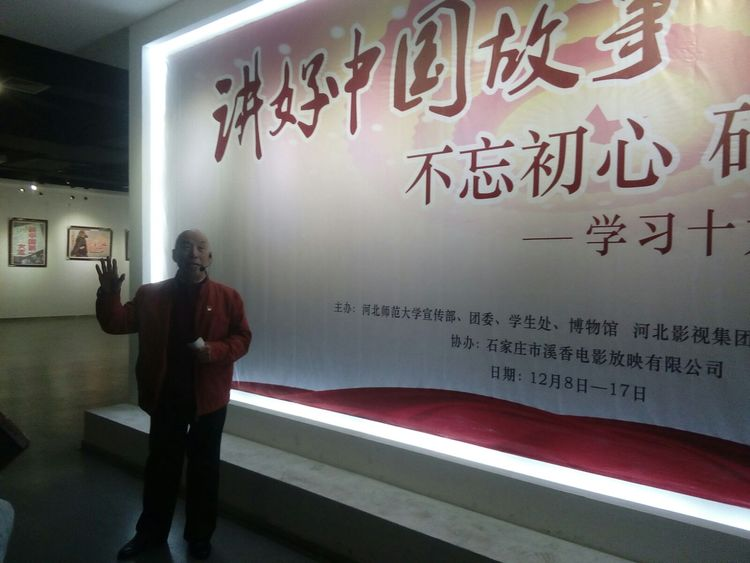 讲好中国故事
不忘初心
——学习十
主办：河北师范大学宣传部、团委、学生处、博物馆 河北影视集团
协办：石家庄市溪香电影放映有限公司
日期：12月8日—17日